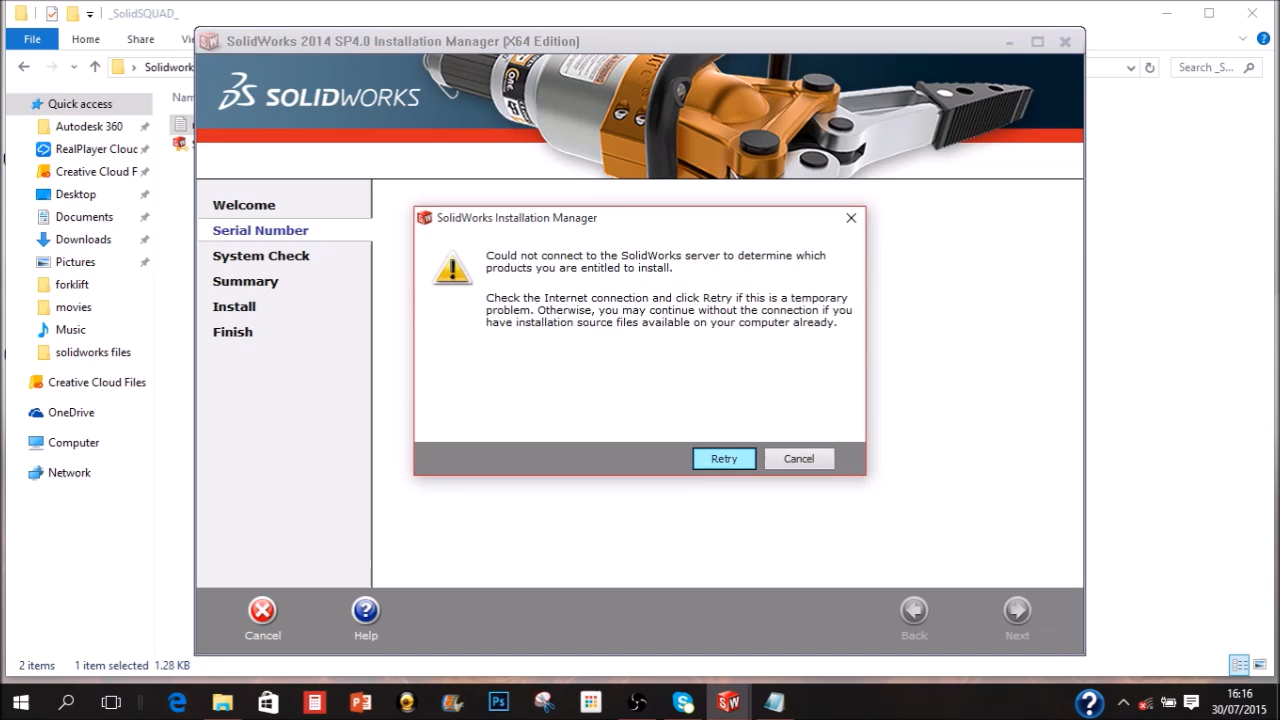 _SolidSQUAD_
File
Home
Share
SolidWorks 2014 SP4.0 Installation Manager (X64 Edition)
Solidwork
Search _S...
SOLIDWORKS
Quick access
Autodesk 360
RealPlayer Clouc
Creative Cloud F
Desktop
Documents
Downloads
Pictures
forklift
movies
Music
solidworks files
Creative Cloud Files
OneDrive
Computer
Network
Welcome
Serial Number
System Check
Summary
Install
Finish
SolidWorks Installation Manager
Could not connect to the SolidWorks server to determine which
products you are entitled to install.
Check the Internet connection and click Retry if this is a temporary
problem. Otherwise, you may continue without the connection if you
have installation source files available on your computer already.
Retry
Cancel
Cancel
Help
Back
Next
2 items 1 item selected 1.28 KB
16:16
30/07/2015